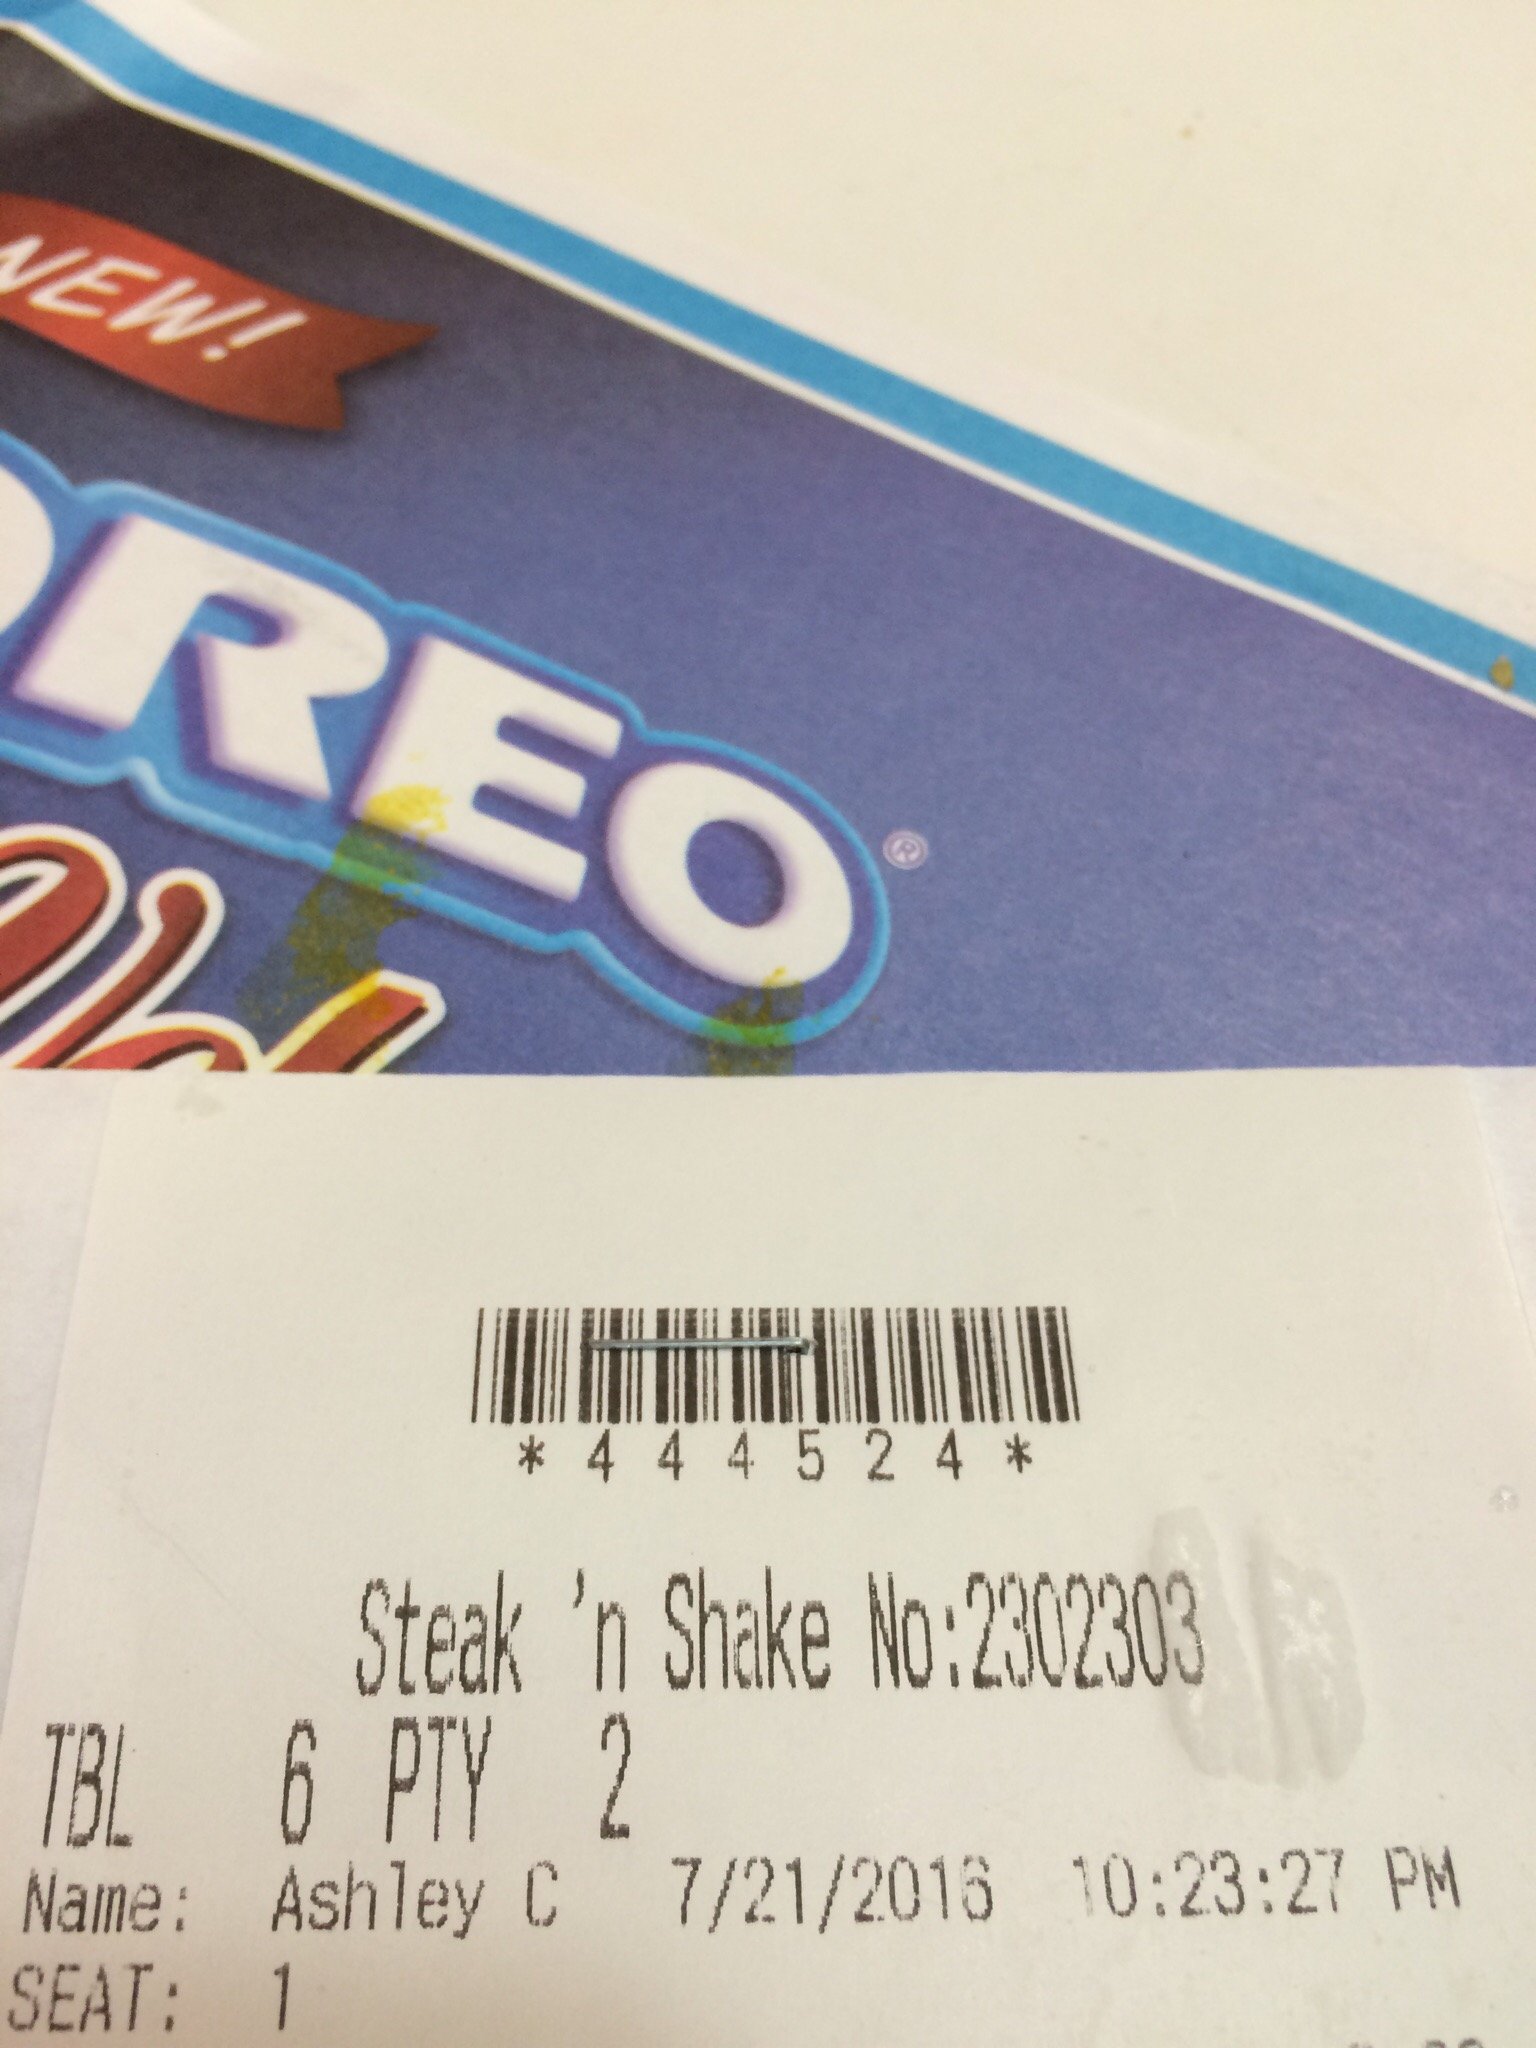 NEW!
OREO
®
*444524*
Steak 'n Shake No:2302303
TBL 6 PTY 2
Name: Ashley C 7/21/2016 10:23:27 PM
SEAT: 1